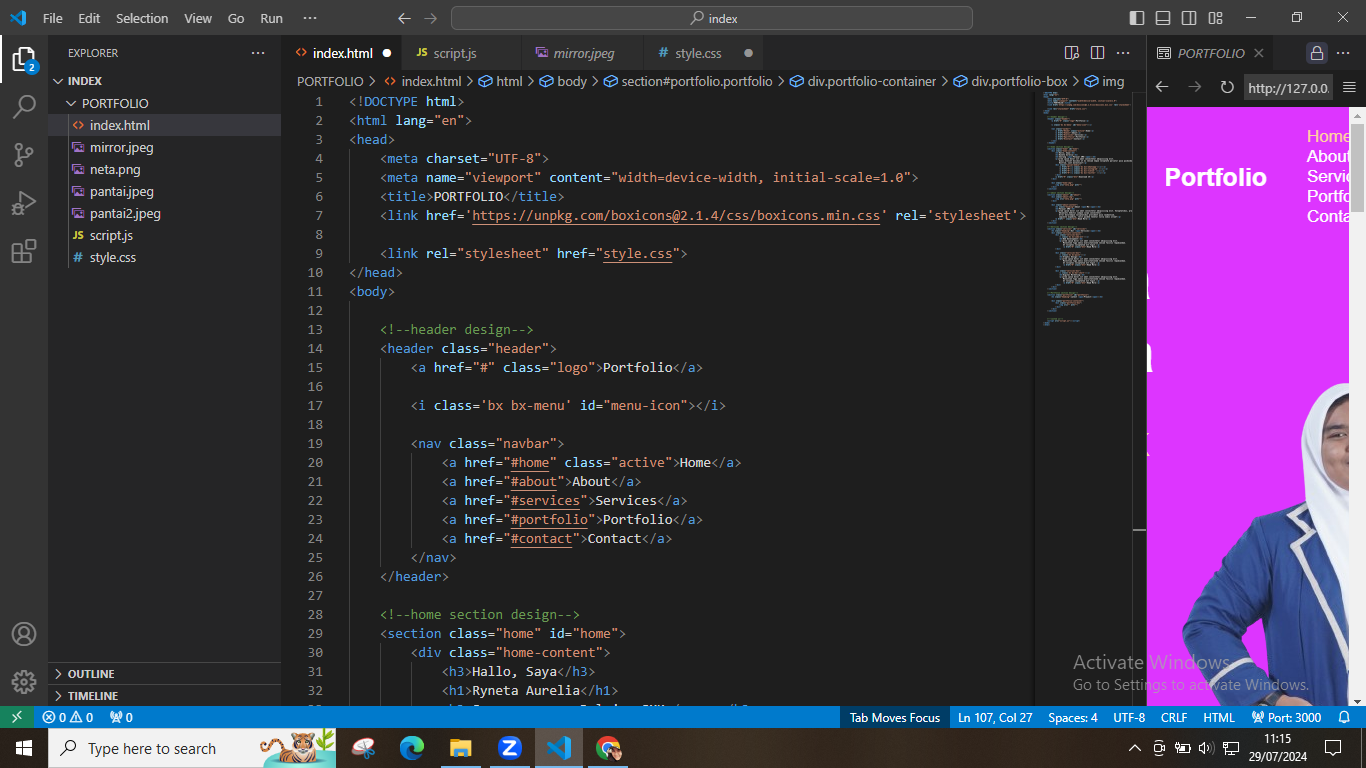 File Edit Selection View Go Run ···
index
EXPLORER
index.html
script.js
mirror.jpeg
style.css
PORTFOLIO
INDEX
PORTFOLIO > index.html > html > body > section#portfolio.portfolio > div.portfolio-container > div.portfolio-box > img
http://127.0.0.
PORTFOLIO
index.html
mirror.jpeg
neta.png
pantai.jpeg
pantai2.jpeg
script.js
style.css
2
1 <!DOCTYPE html>
2 <html lang="en">
3 <head>
4 <meta charset="UTF-8">
5 <meta name="viewport" content="width=device-width, initial-scale=1.0">
6 <title>PORTFOLIO</title>
7 <link href='https://unpkg.com/boxicons@2.1.4/css/boxicons.min.css' rel='stylesheet'>
8
9 <link rel="stylesheet" href="style.css">
10 </head>
11 <body>
12
13 <!--header design-->
14 <header class="header">
15 <a href="#" class="logo">Portfolio</a>
16
17 <i class='bx bx-menu' id="menu-icon"></i>
18
19 <nav class="navbar">
20 <a href="#home" class="active">Home</a>
21 <a href="#about">About</a>
22 <a href="#services">Services</a>
23 <a href="#portfolio">Portfolio</a>
24 <a href="#contact">Contact</a>
25 </nav>
26 </header>
27
28 <!--home section design-->
29 <section class="home" id="home">
30 <div class="home-content">
31 <h3>Hallo, Saya</h3>
32 <h1>Ryneta Aurelia</h1>
Portfolio
Home
Abou
Servi
Portfo
Conta
Activate Windows
Go to Settings to activate Windows.
OUTLINE
TIMELINE
0 0 0
Tab Moves Focus
Ln 107, Col 27
Spaces: 4
UTF-8
CRLF
HTML
Port: 3000
Type here to search
11:15
29/07/2024